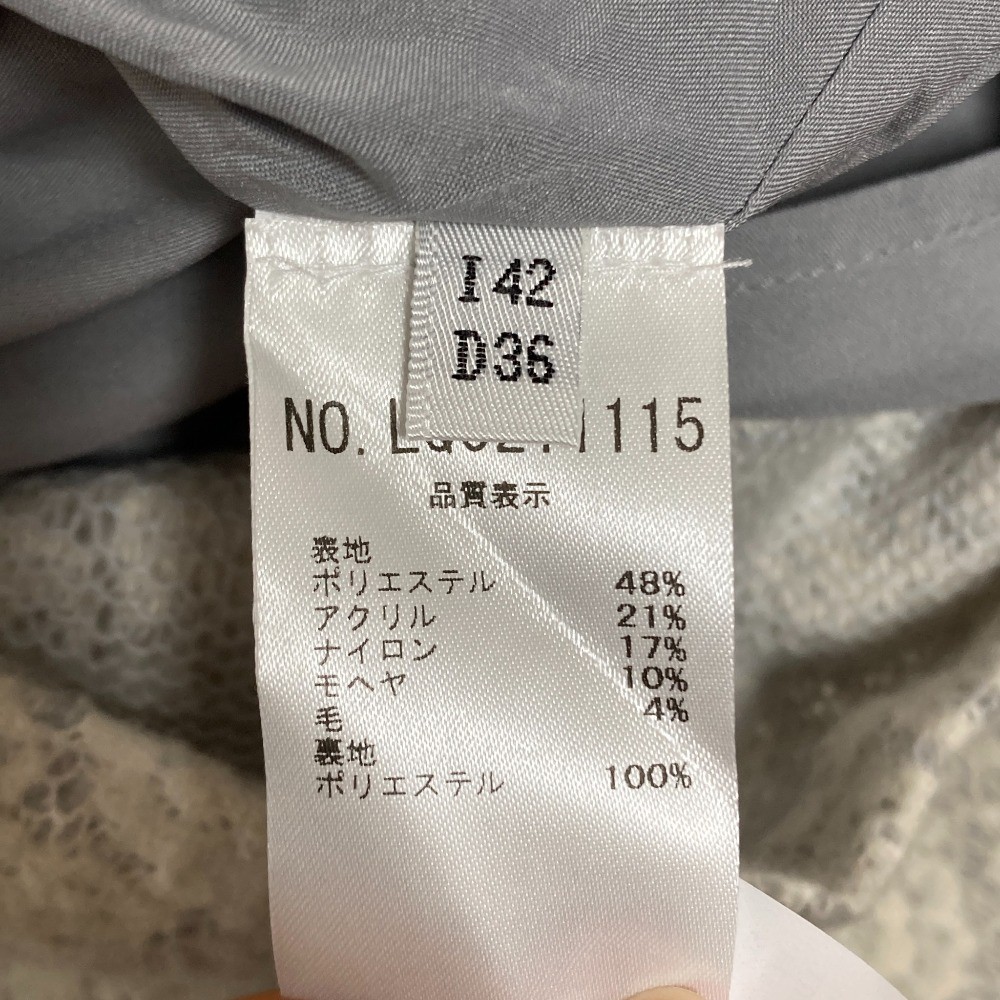 I 42
D36
NO.
品質表示
表地
ポリエステル 48%
アクリル 21%
ナイロン 17%
モヘヤ 10%
毛 4%
裏地
ポリエステル 100%